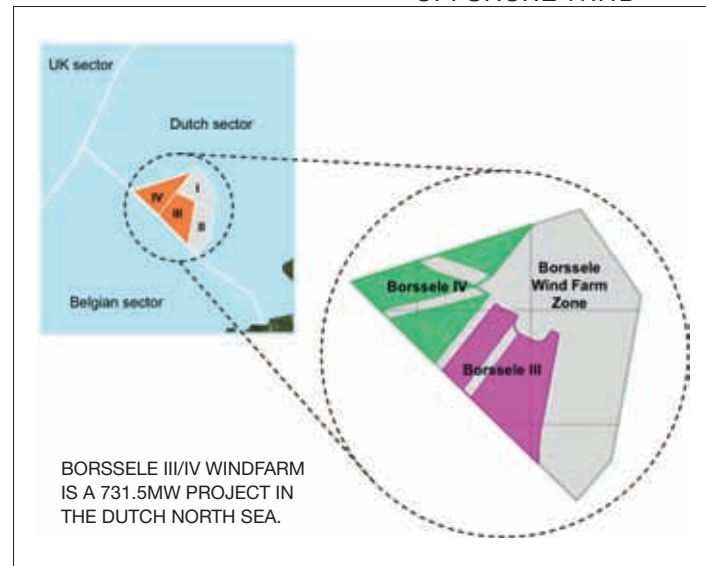 UK sector
Dutch sector
I
IV
III
II
Belgian sector
Borssele
Wind Farm
Zone
Borssele IV
Borssele III
BORSSELE III/IV WINDFARM
IS A 731.5MW PROJECT IN
THE DUTCH NORTH SEA.